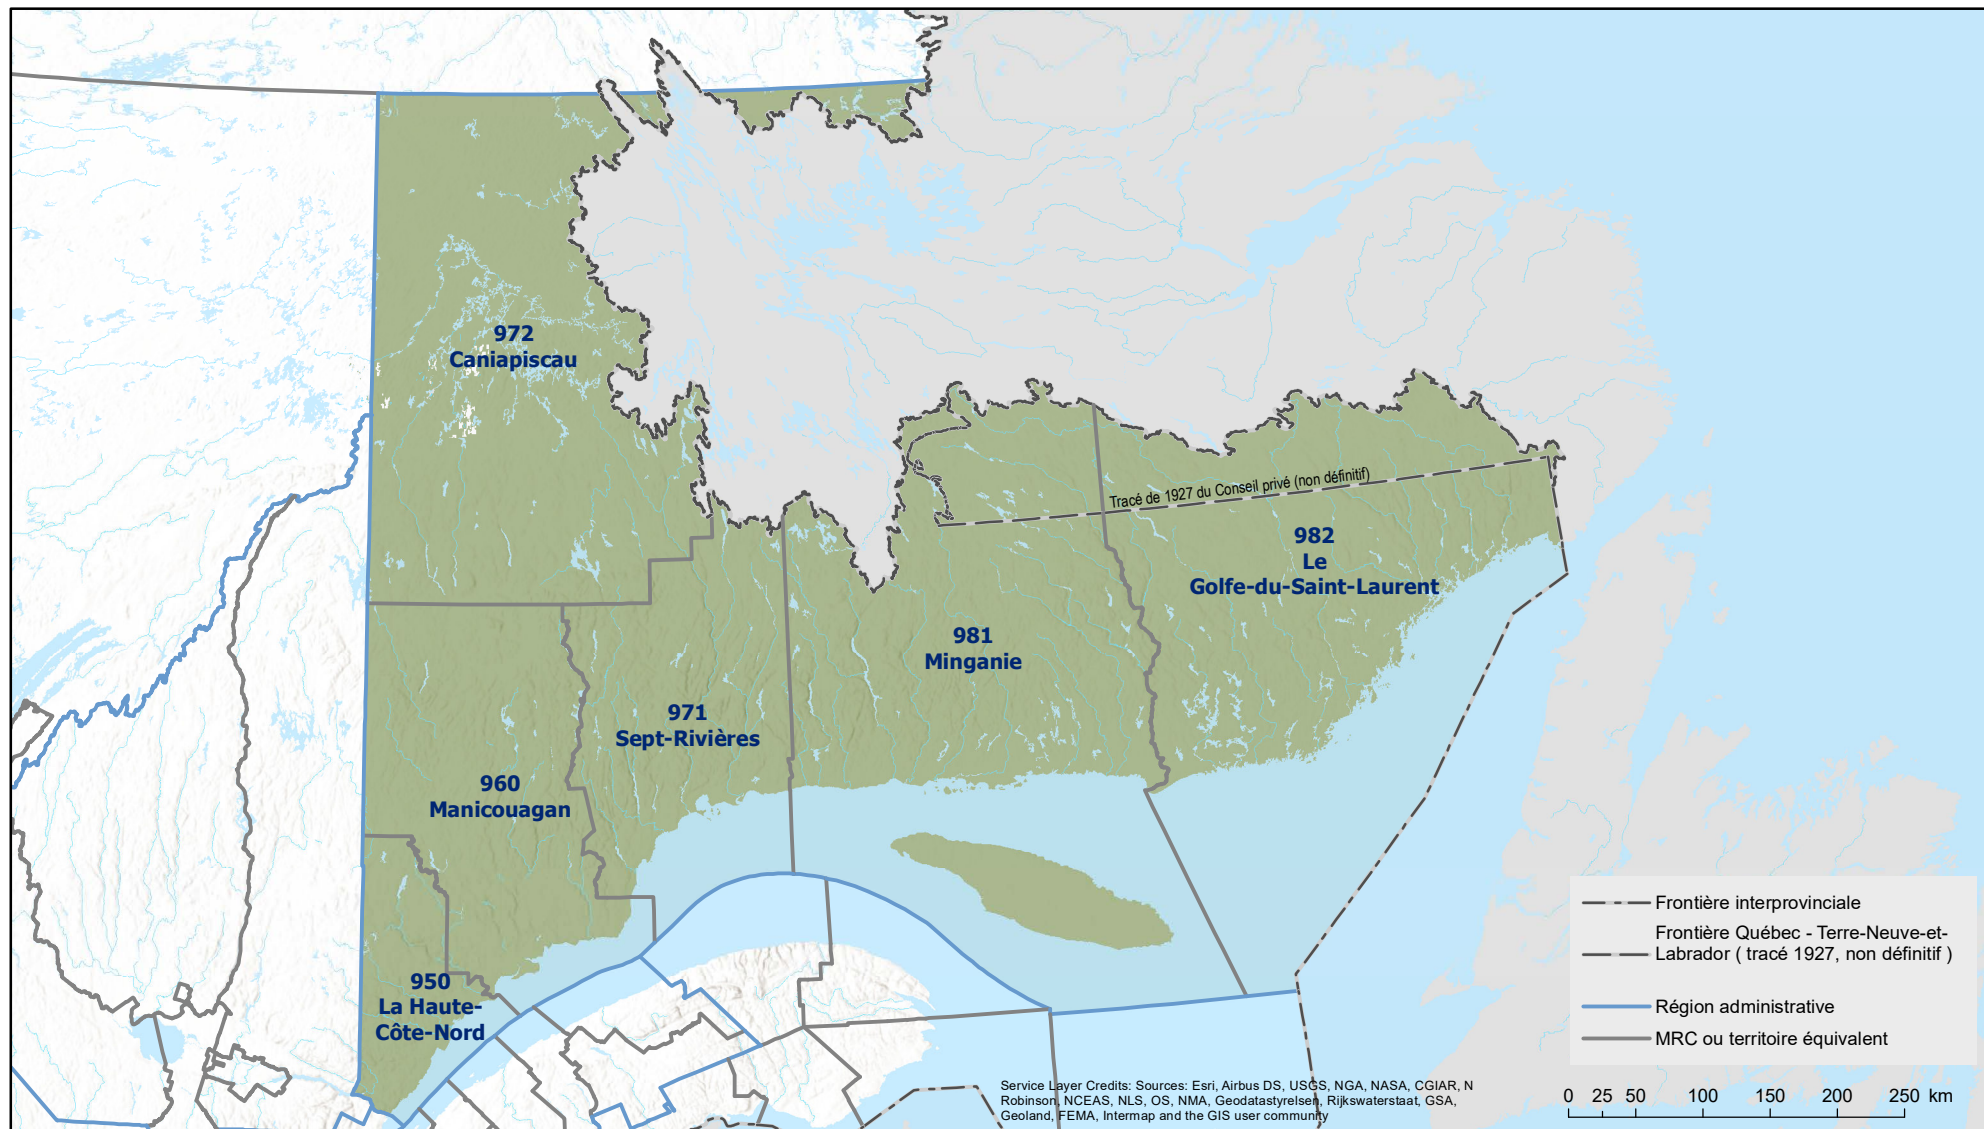 972
Caniapiscau
Tracé de 1927 du Conseil privé (non définitif)
982
Le
Golfe-du-Saint-Laurent
981
Minganie
971
Sept-Rivières
960
Manicouagan
950
La Haute-
Côte-Nord
Frontière interprovinciale
Frontière Québec - Terre-Neuve-et-
Labrador ( tracé 1927, non définitif )
Région administrative
MRC ou territoire équivalent
Service Layer Credits: Sources: Esri, Airbus DS, USGS, NGA, NASA, CGIAR, N
Robinson, NCEAS, NLS, OS, NMA, Geodatastyrelsen, Rijkswaterstaat, GSA,
Geoland, FEMA, Intermap and the GIS user community
0 25 50 100 150 200 250 km